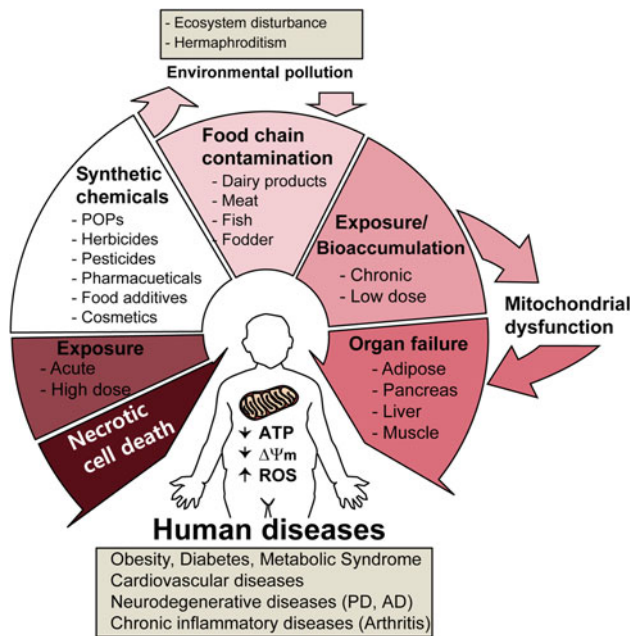 - Ecosystem disturbance
- Hermaphroditism
Environmental pollution
Food chain
contamination
- Dairy products
- Meat
- Fish
- Fodder
Synthetic
chemicals
- POPs
- Herbicides
- Pesticides
- Pharmacueticals
- Food additives
- Cosmetics
Exposure/
Bioaccumulation
- Chronic
- Low dose
Mitochondrial
dysfunction
Exposure
- Acute
- High dose
Organ failure
- Adipose
- Pancreas
- Liver
- Muscle
Necrotic
cell death
↓ ATP
↓ ΔΨm
↑ ROS
Human diseases
Obesity, Diabetes, Metabolic Syndrome
Cardiovascular diseases
Neurodegenerative diseases (PD, AD)
Chronic inflammatory diseases (Arthritis)